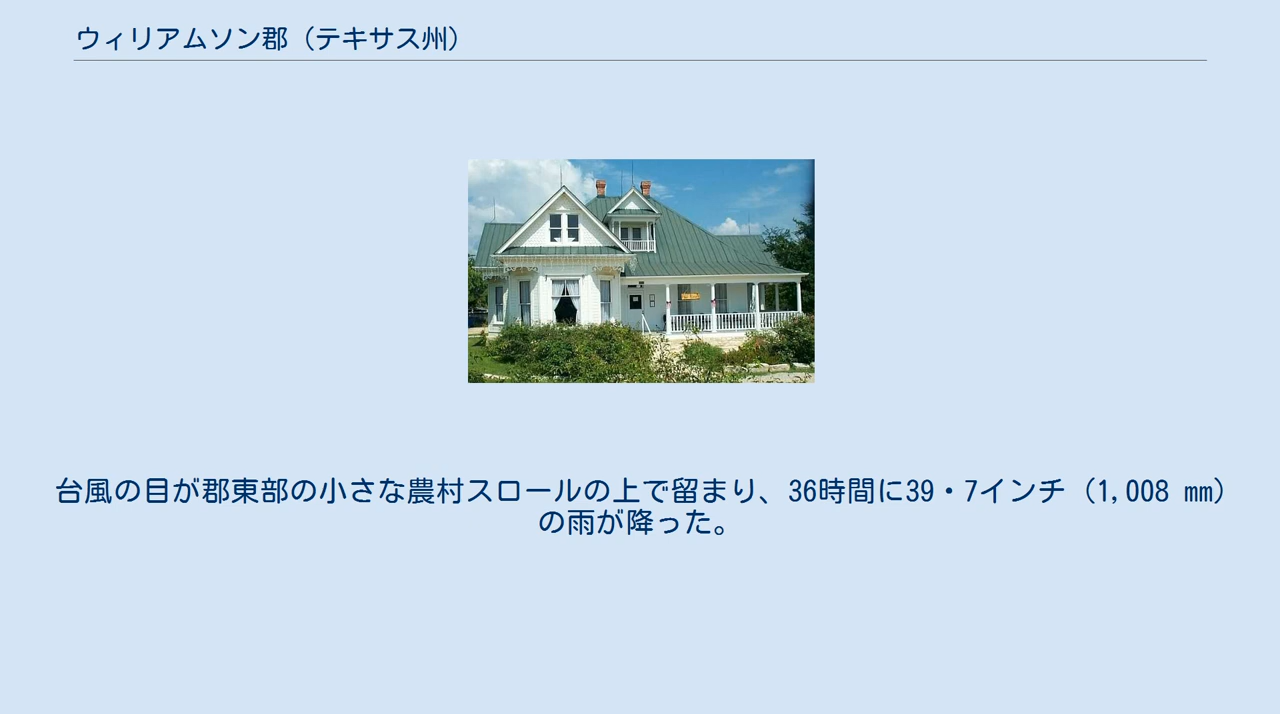 ウィリアムソン郡（テキサス州）
台風の目が郡東部の小さな農村スロールの上で留まり、36時間に39・7インチ（1,008 mm）
の雨が降った。